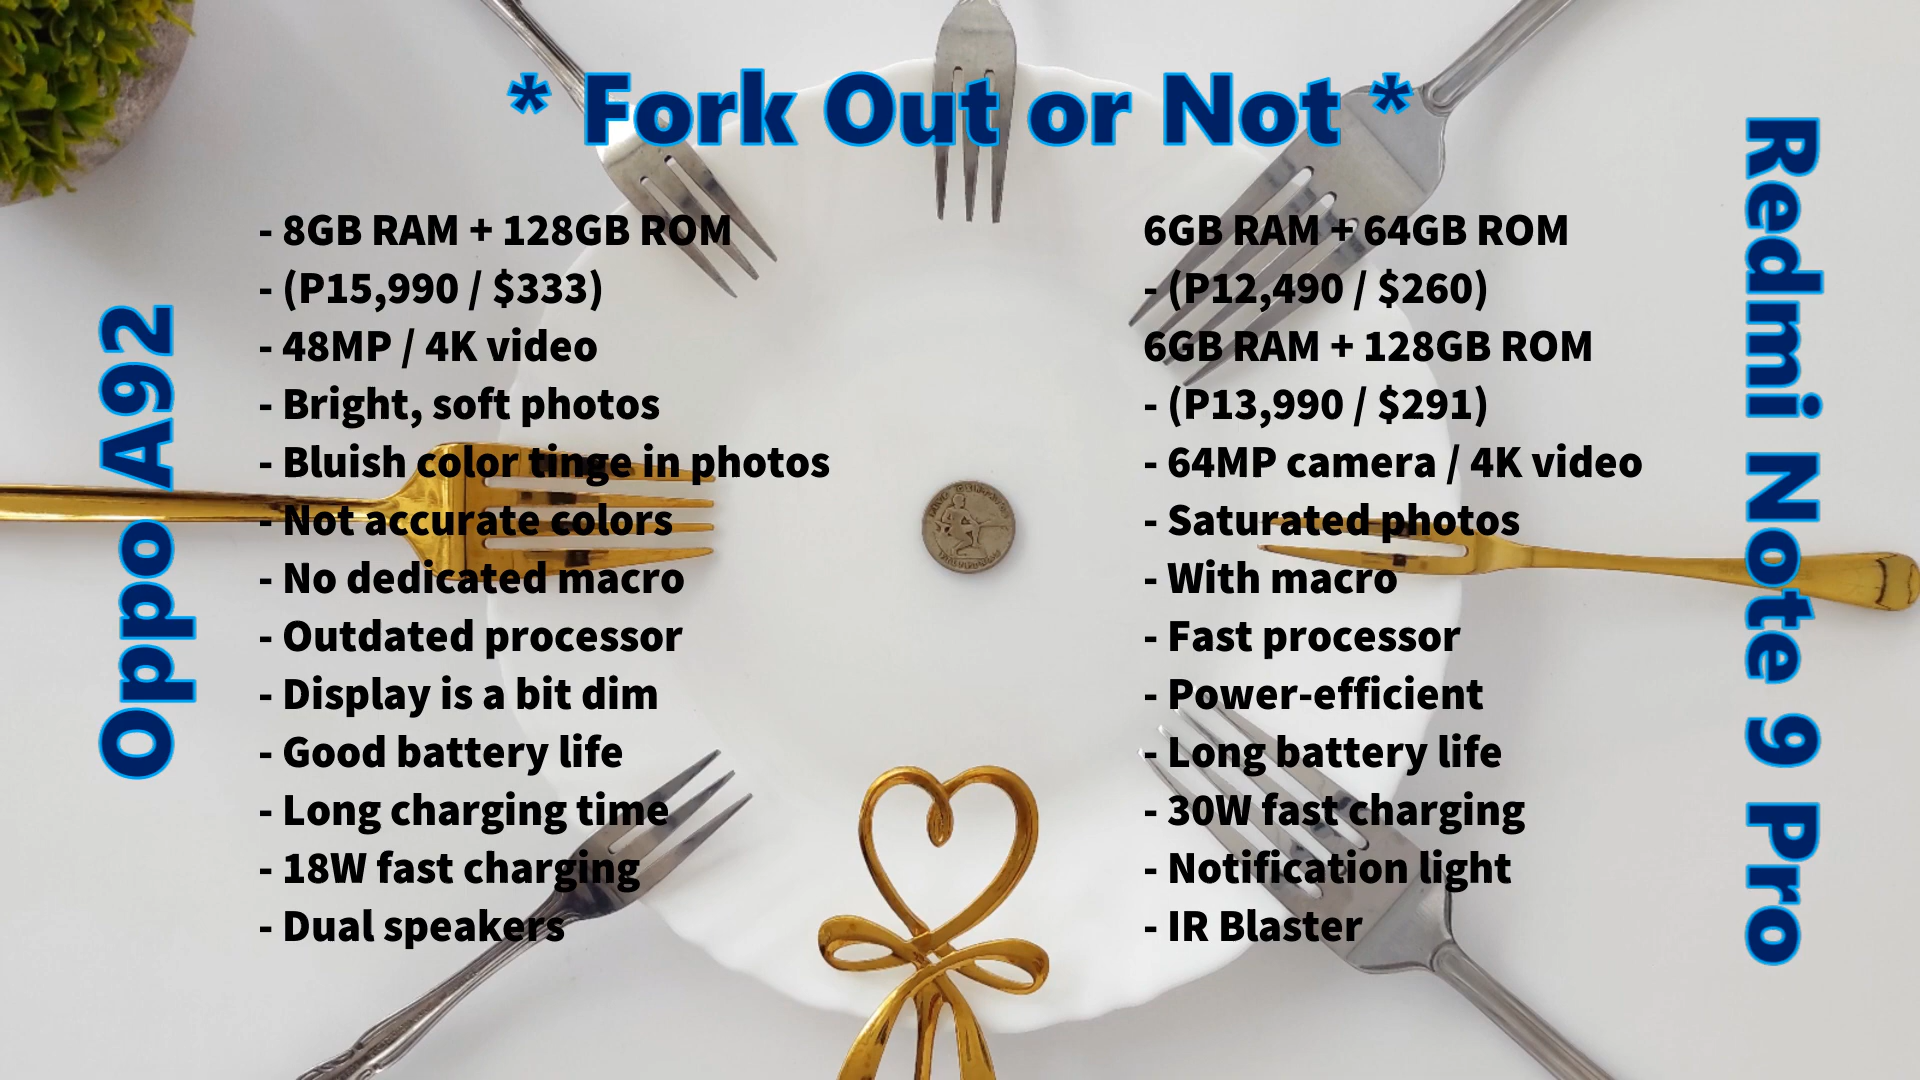 * Fork Out or Not *
Oppo A92
- 8GB RAM + 128GB ROM
- (P15,990 / $333)
- 48MP / 4K video
- Bright, soft photos
- Bluish color tinge in photos
- Not accurate colors
- No dedicated macro
- Outdated processor
- Display is a bit dim
- Good battery life
- Long charging time
- 18W fast charging
- Dual speakers
6GB RAM + 64GB ROM
- (P12,490 / $260)
6GB RAM + 128GB ROM
- (P13,990 / $291)
- 64MP camera / 4K video
- Saturated photos
- With macro
- Fast processor
- Power-efficient
- Long battery life
- 30W fast charging
- Notification light
- IR Blaster
Redmi Note 9 Pro